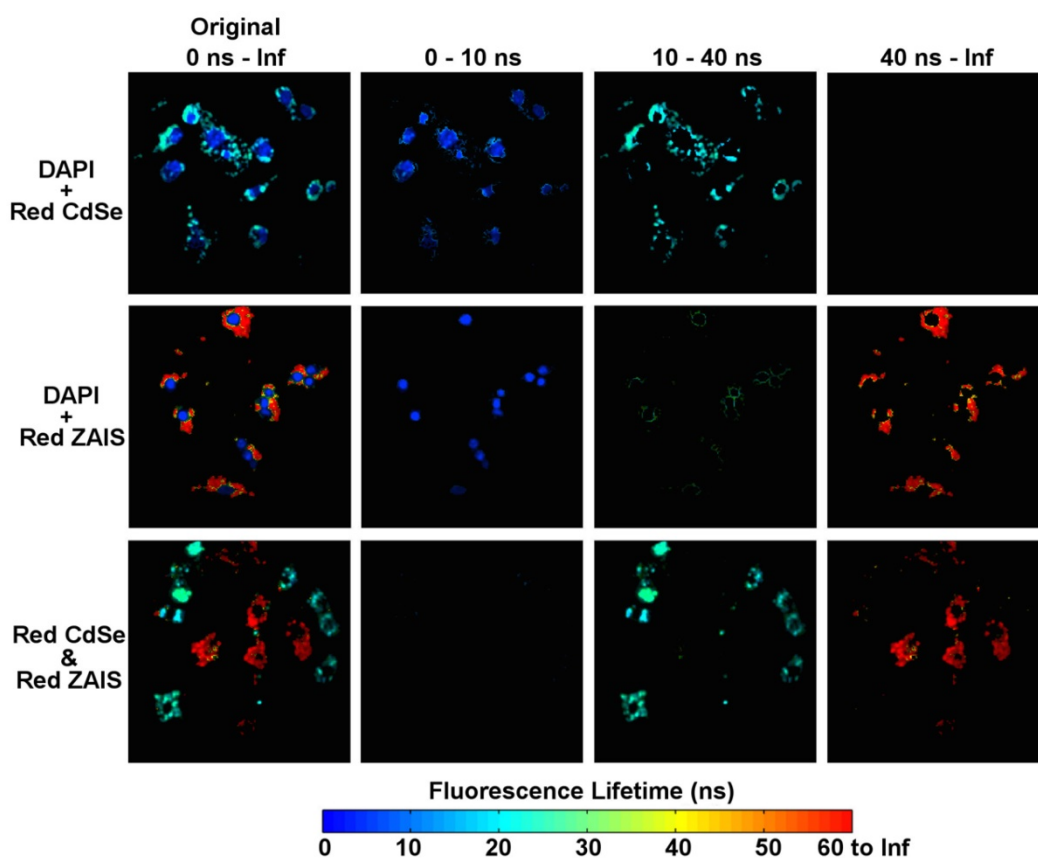 Original
0 ns - Inf
0 - 10 ns
10 - 40 ns
40 ns - Inf
DAPI
+
Red CdSe
DAPI
+
Red ZAIS
Red CdSe
&
Red ZAIS
Fluorescence Lifetime (ns)
0 10 20 30 40 50 60 to Inf